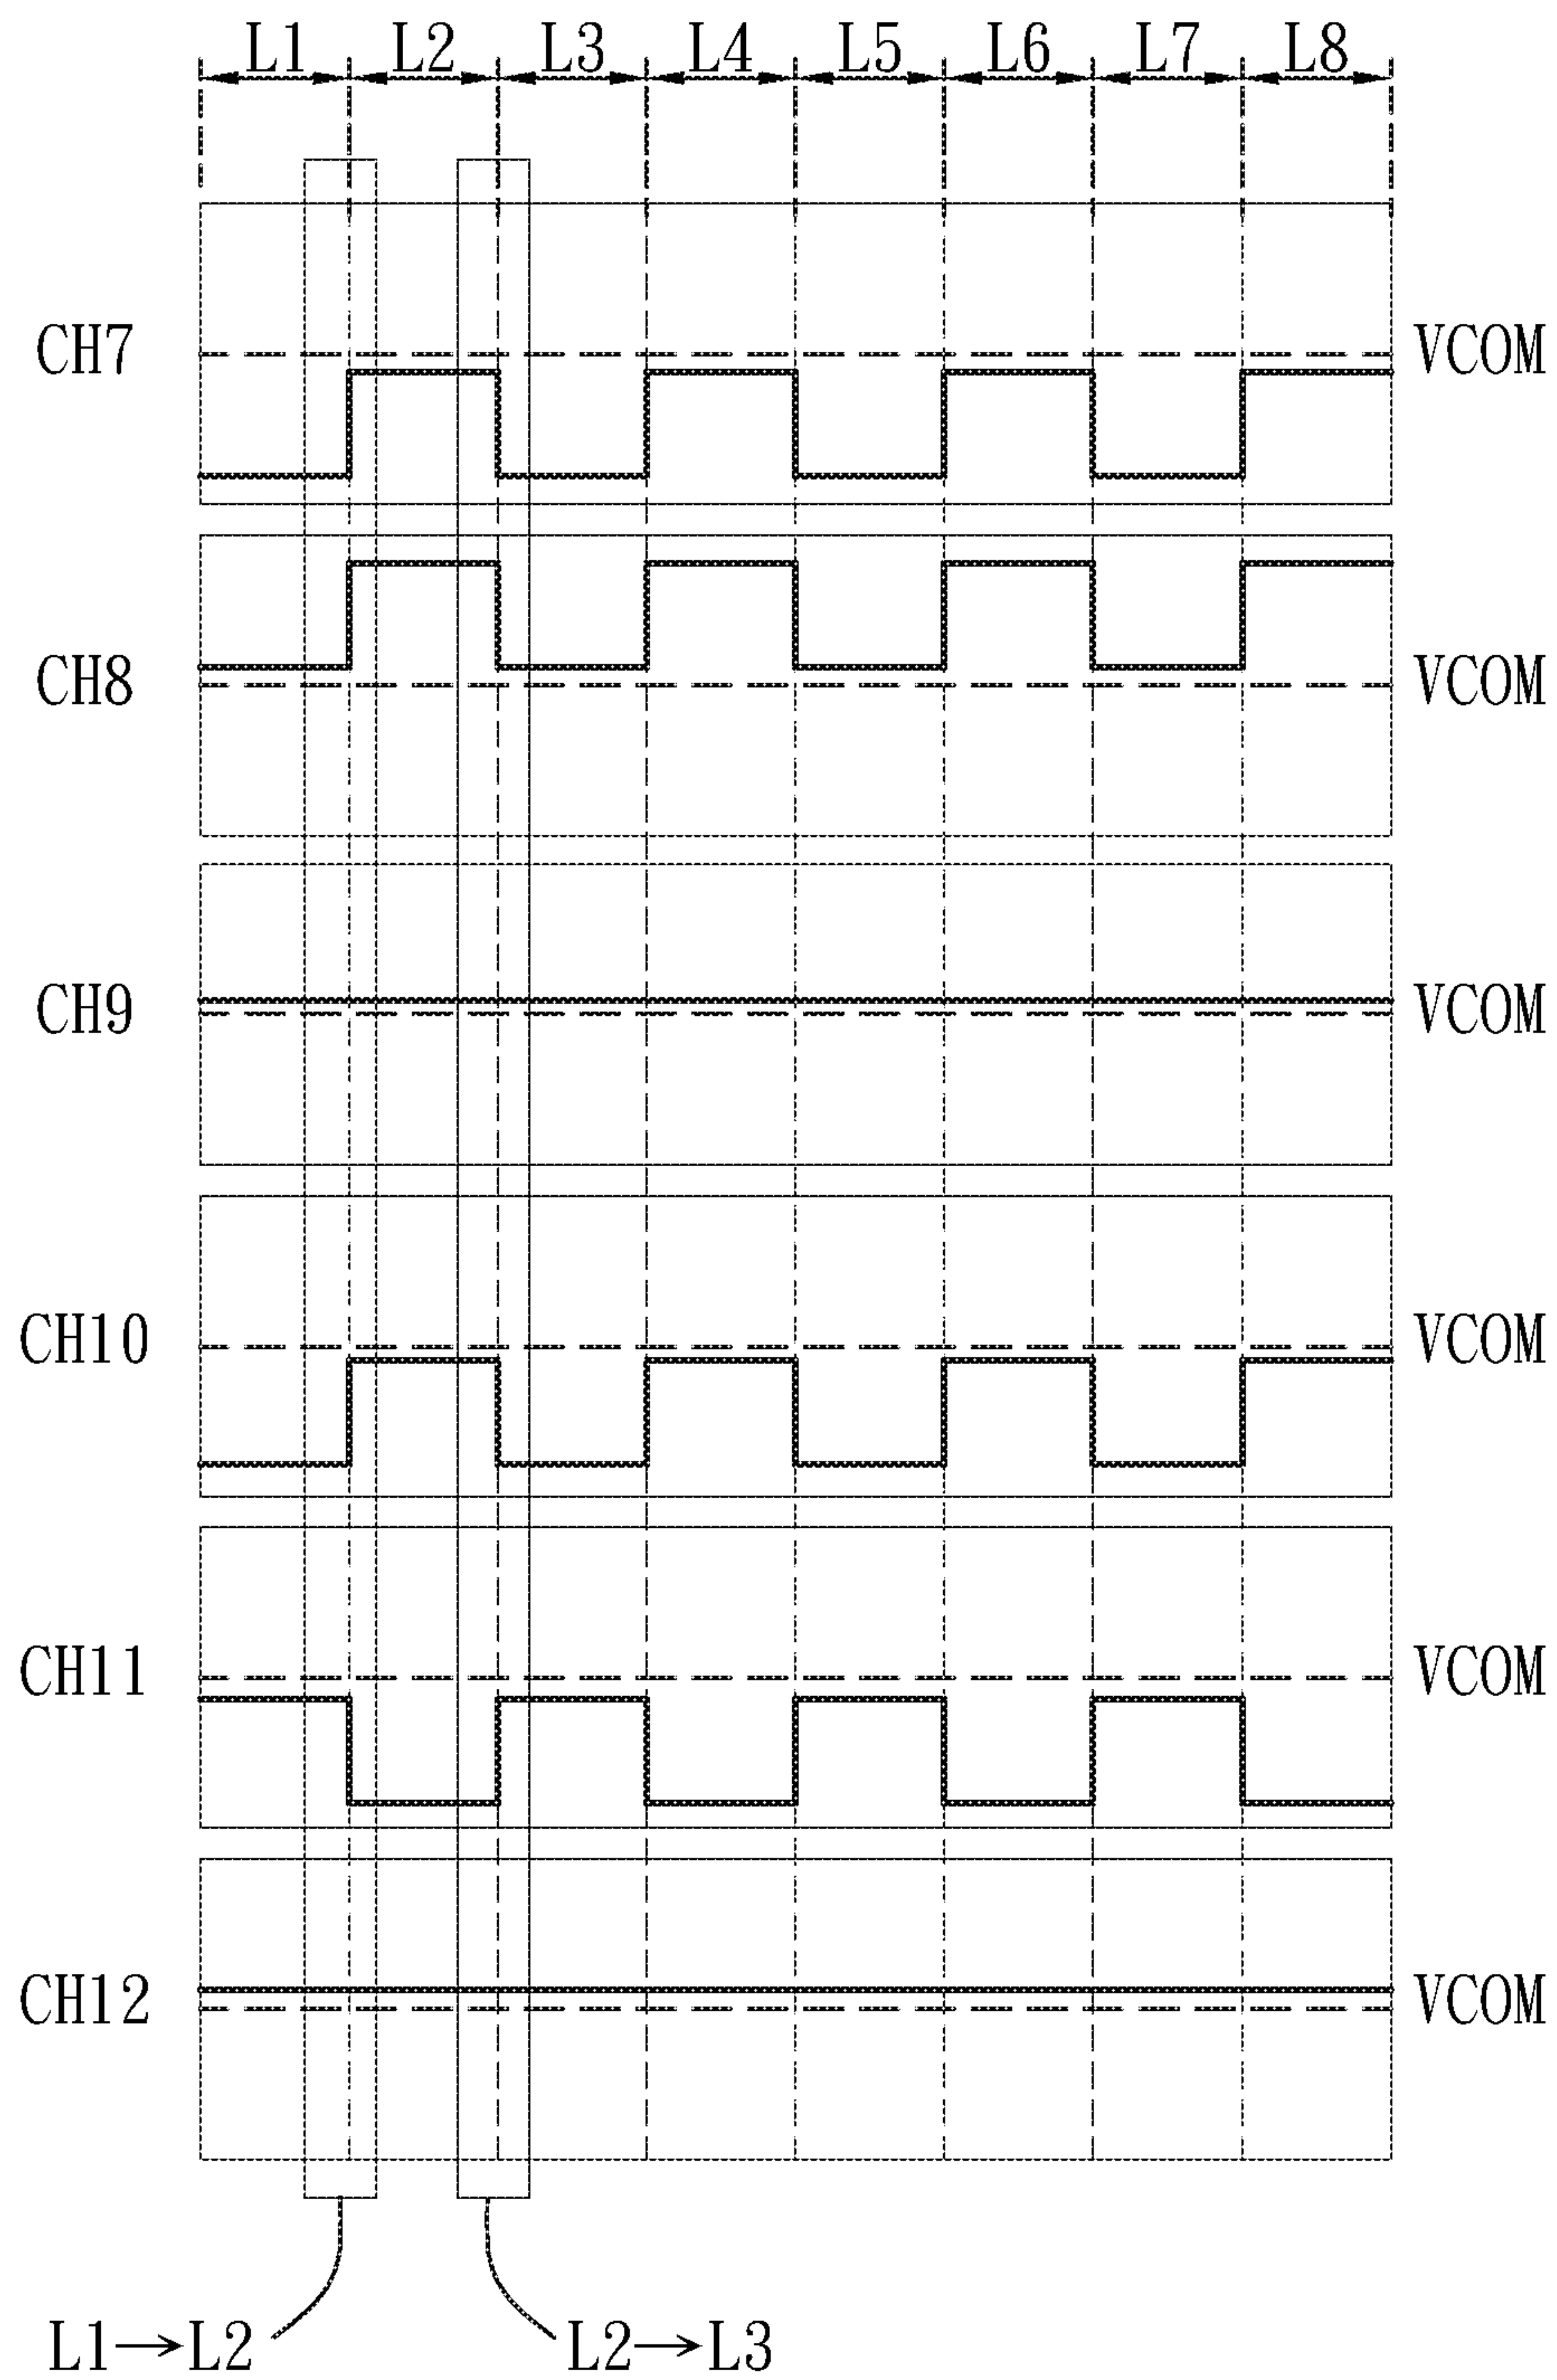 L1 L2 L3 L4 L5 L6 L7 L8
CH7 VCOM
CH8 VCOM
CH9 VCOM
CH10 VCOM
CH11 VCOM
CH12 VCOM
L1→L2 L2→L3